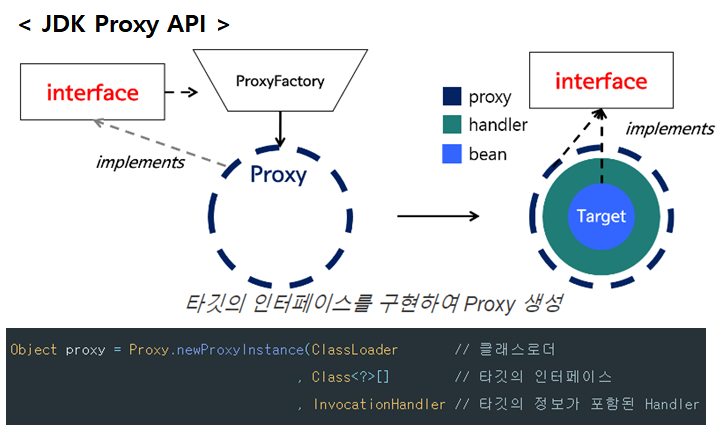 < JDK Proxy API >
interface
ProxyFactory
implements
Proxy
proxy
handler
bean
interface
implements
Target
타깃의 인터페이스를 구현하여 Proxy 생성
Object proxy = Proxy.newProxyInstance(ClassLoader // 클래스로더
, Class<?>[] // 타깃의 인터페이스
, InvocationHandler // 타깃의 정보가 포함된 Handler